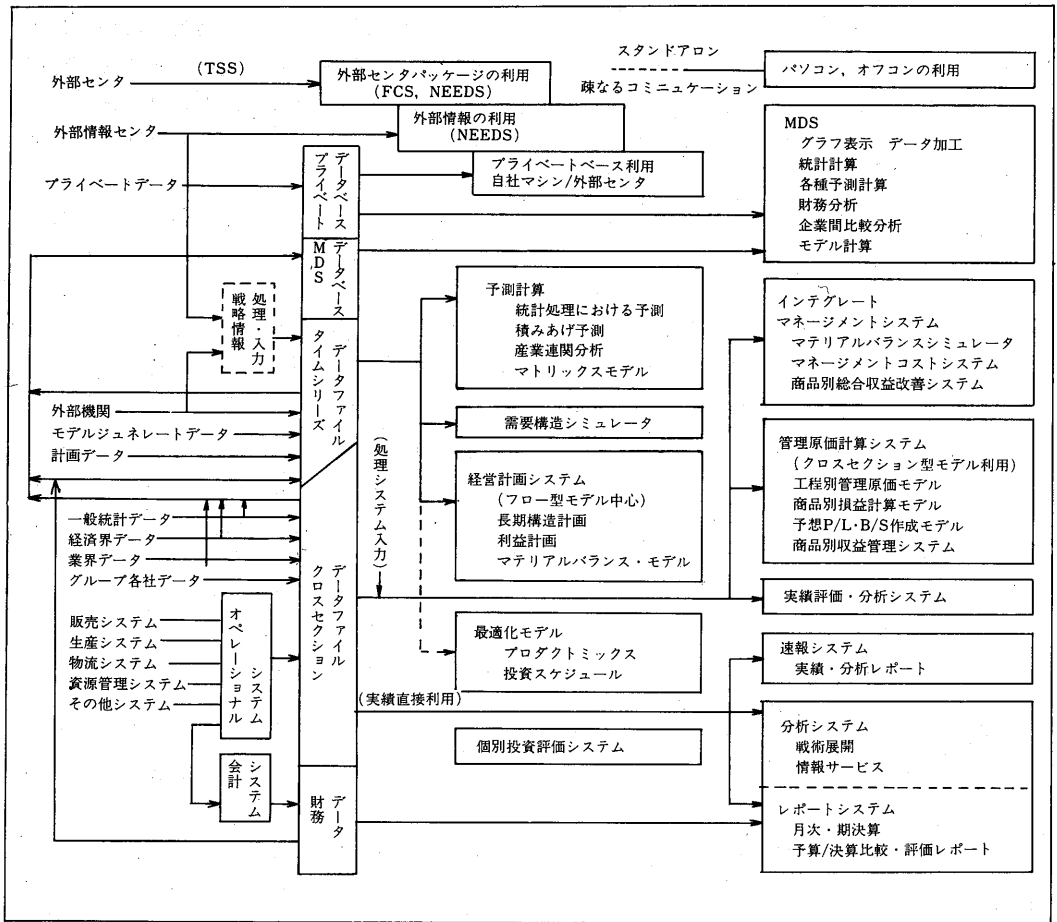 外部センタ
(TSS)
外部センタパッケージの利用
(FCS, NEEDS)
スタンドアロン
疎なるコミニュケーション
パソコン，オフコンの利用
外部情報センタ
外部情報の利用
(NEEDS)
プライベートデータ
プライベート
データベース
プライベートベース利用
自社マシン/外部センタ
MDS
グラフ表示 データ加工
統計計算
各種予測計算
財務分析
企業間比較分析
モデル計算
MDS
データベース
戦略情報
処理・入力
タイムシリーズ
データファイル
予測計算
統計処理における予測
積みあげ予測
産業連関分析
マトリックスモデル
インテグレート
マネージメントシステム
マテリアルバランスシミュレータ
マネージメントコストシステム
商品別総合収益改善システム
外部機関
モデルジュネレートデータ
計画データ
需要構造シミュレータ
(処理システム入力)
経営計画システム
(フロー型モデル中心)
長期構造計画
利益計画
マテリアルバランス・モデル
管理原価計算システム
(クロスセクション型モデル利用)
工程別管理原価モデル
商品別損益計算モデル
予想P/L・B/S作成モデル
商品別収益管理システム
一般統計データ
経済界データ
業界データ
グループ各社データ
クロスセクション
データファイル
実績評価・分析システム
販売システム
生産システム
物流システム
資源管理システム
その他システム
オペレーショナル
システム
最適化モデル
プロダクトミックス
投資スケジュール
速報システム
実績・分析レポート
(実績直接利用)
個別投資評価システム
分析システム
戦術展開
情報サービス
会計
システム
財務
データ
レポートシステム
月次・期決算
予算/決算比較・評価レポート